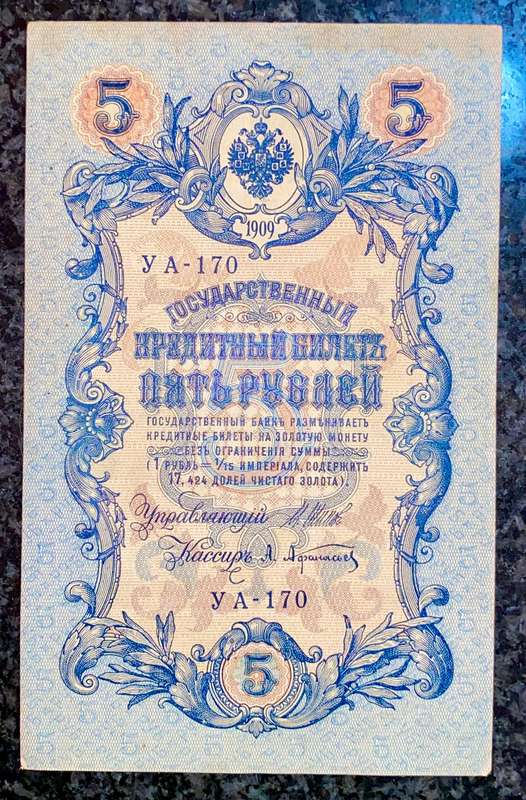 5 5
1909
УА-170
ГОСУДАРСТВЕННЫЙ
КРЕДИТНЫЙ БИЛЕТЪ
ПЯТЬ РУБЛЕЙ
ГОСУДАРСТВЕННЫЙ БАНКЪ РАЗМѢНИВАЕТЪ
КРЕДИТНЫЕ БИЛЕТЫ НА ЗОЛОТУЮ МОНЕТУ
БЕЗЪ ОГРАНИЧЕНІЯ СУММЫ
(1 РУБЛЬ = 1/15 ИМПЕРІАЛА, СОДЕРЖИТЪ
17,424 ДОЛЕЙ ЧИСТАГО ЗОЛОТА).
Управляющій
Кассиръ А. Афанасьев
УА-170
5